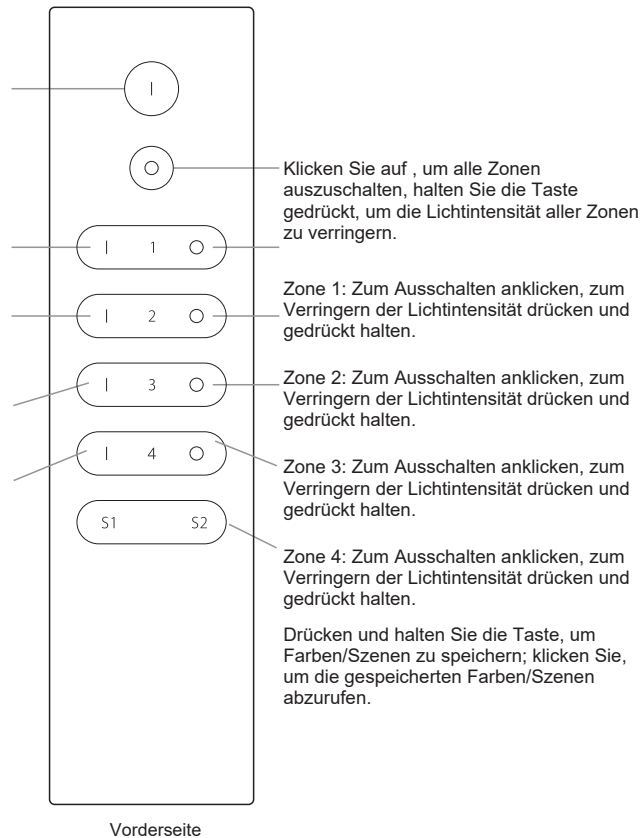 I
Klicken Sie auf , um alle Zonen
auszuschalten, halten Sie die Taste
gedrückt, um die Lichtintensität aller Zonen
zu verringern.
I 1 O
Zone 1: Zum Ausschalten anklicken, zum
Verringern der Lichtintensität drücken und
gedrückt halten.
I 2 O
Zone 2: Zum Ausschalten anklicken, zum
Verringern der Lichtintensität drücken und
gedrückt halten.
I 3 O
Zone 3: Zum Ausschalten anklicken, zum
Verringern der Lichtintensität drücken und
gedrückt halten.
I 4 O
S1 S2
Zone 4: Zum Ausschalten anklicken, zum
Verringern der Lichtintensität drücken und
gedrückt halten.
Drücken und halten Sie die Taste, um
Farben/Szenen zu speichern; klicken Sie,
um die gespeicherten Farben/Szenen
abzurufen.
Vorderseite